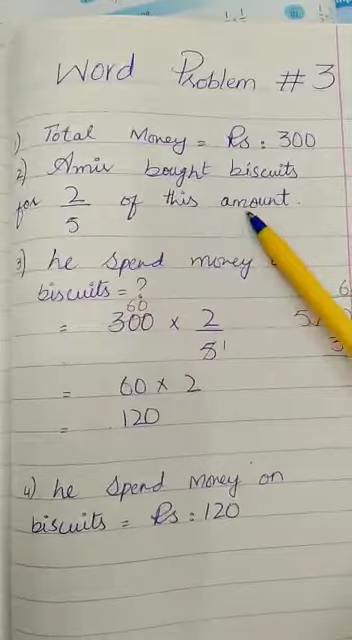 Word Problem # 3
1) Total Money = Rs : 300
2) Amir bought biscuits
for 2/5 of this amount.
3) he spend money
biscuits = ?
60
= 300 × 2/5 1
= 60 × 2
= 120
4) he spend money on
biscuits = Rs : 120